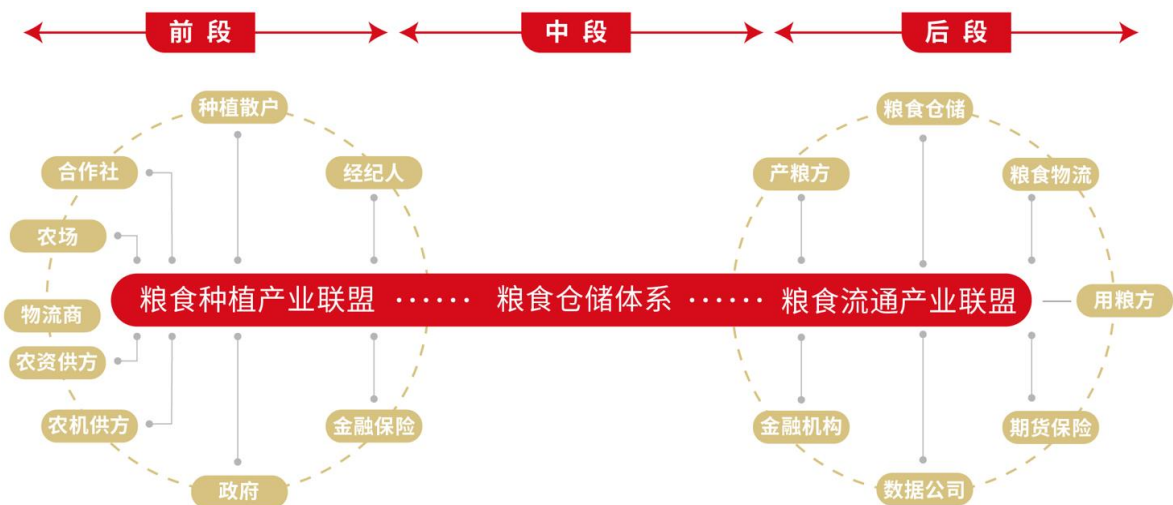 前段
中段
后段
种植散户
合作社
经纪人
农场
物流商
农资供方
农机供方
金融保险
政府
粮食种植产业联盟 ······ 粮食仓储体系 ······ 粮食流通产业联盟
粮食仓储
产粮方
粮食物流
用粮方
金融机构
期货保险
数据公司